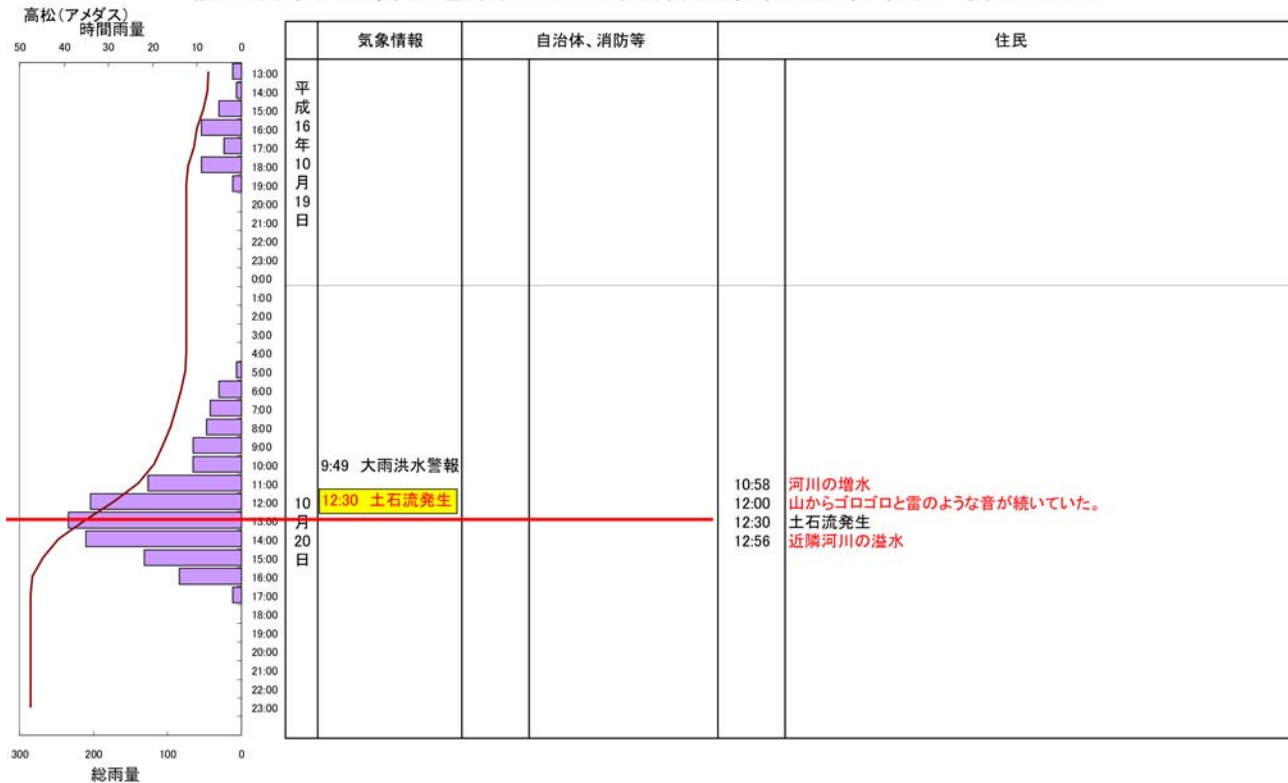 高松(アメダス)
時間雨量
50 40 30 20 10 0
気象情報 自治体、消防等 住民
13:00
14:00
15:00
16:00
17:00
18:00
19:00
20:00
21:00
22:00
23:00
0:00
1:00
2:00
3:00
4:00
5:00
6:00
7:00
8:00
9:00
10:00
11:00
12:00
13:00
14:00
15:00
16:00
17:00
18:00
19:00
20:00
21:00
22:00
23:00
平成16年10月19日
10月20日
9:49 大雨洪水警報
12:30 土石流発生
10:58 河川の増水
12:00 山からゴロゴロと雷のような音が続いていた。
12:30 土石流発生
12:56 近隣河川の溢水
300 200 100 0
総雨量